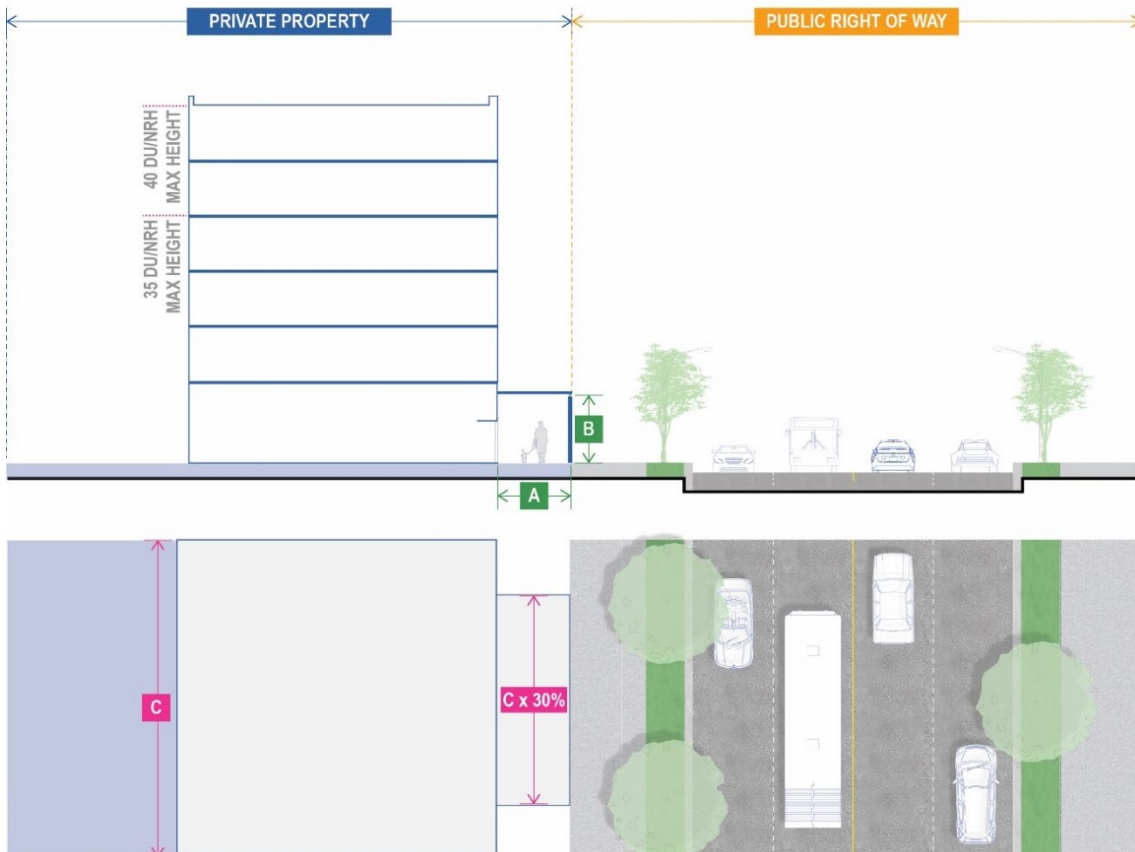 PRIVATE PROPERTY
PUBLIC RIGHT OF WAY
40 DU/NRH
MAX HEIGHT
35 DU/NRH
MAX HEIGHT
B
A
C
C x 30%